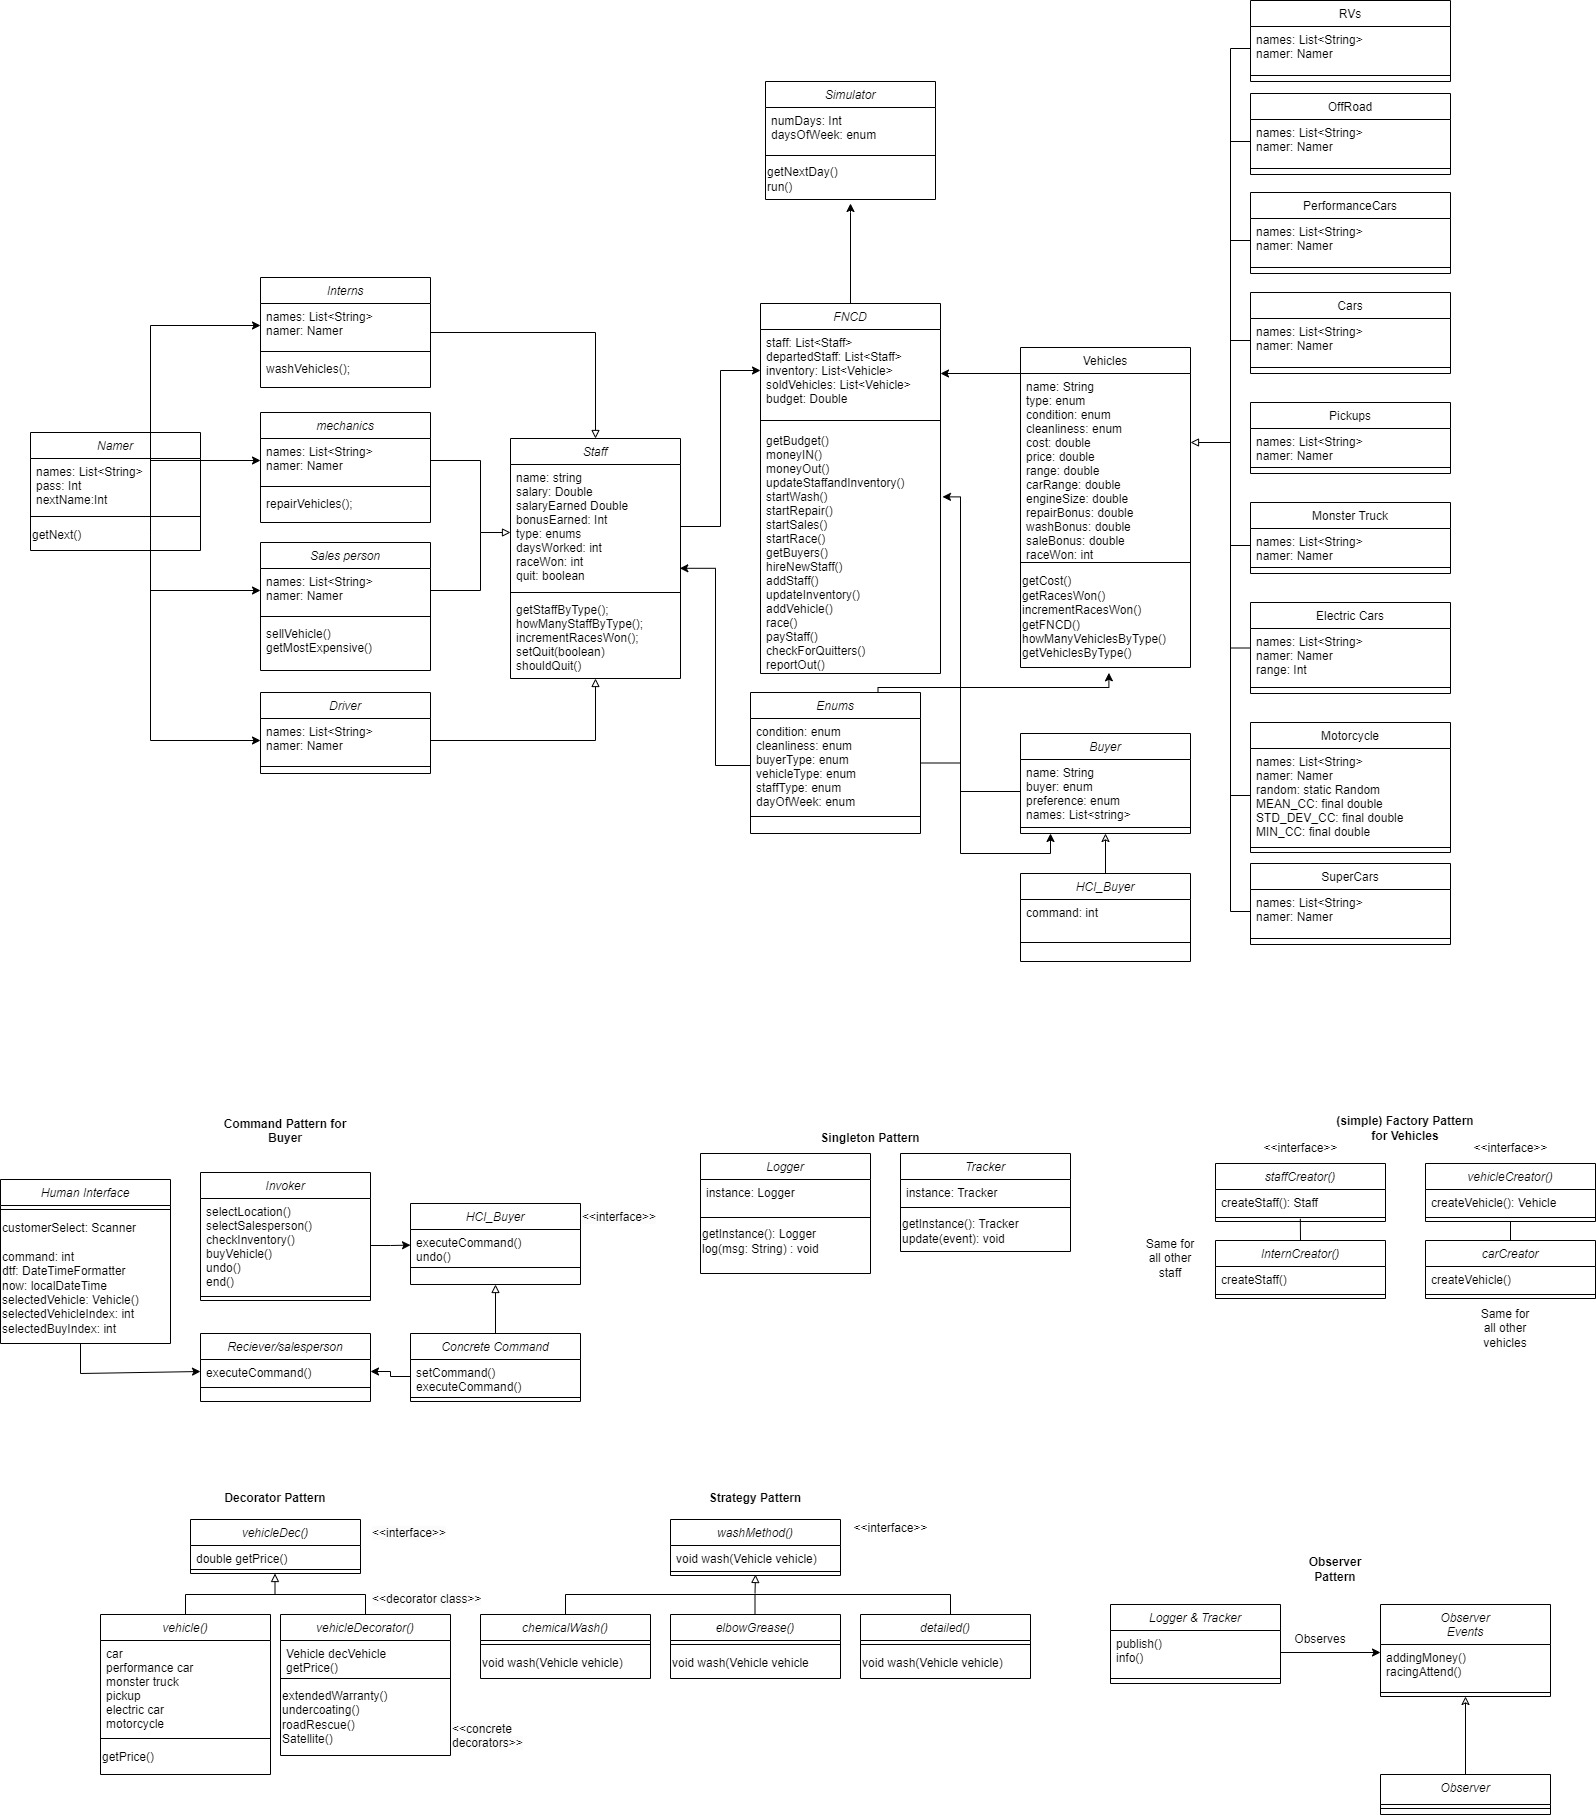 RVs
names: List<String>
namer: Namer
OffRoad
names: List<String>
namer: Namer
PerformanceCars
names: List<String>
namer: Namer
Cars
names: List<String>
namer: Namer
Pickups
names: List<String>
namer: Namer
Monster Truck
names: List<String>
namer: Namer
Electric Cars
names: List<String>
namer: Namer
range: Int
Motorcycle
names: List<String>
namer: Namer
random: static Random
MEAN_CC: final double
STD_DEV_CC: final double
MIN_CC: final double
SuperCars
names: List<String>
namer: Namer
Simulator
numDays: Int
daysOfWeek: enum
getNextDay()
run()
Interns
names: List<String>
namer: Namer
washVehicles();
mechanics
names: List<String>
namer: Namer
repairVehicles();
Namer
names: List<String>
pass: Int
nextName:Int
getNext()
Sales person
names: List<String>
namer: Namer
sellVehicle()
getMostExpensive()
Driver
names: List<String>
namer: Namer
Staff
name: string
salary: Double
salaryEarned Double
bonusEarned: Int
type: enums
daysWorked: int
raceWon: int
quit: boolean
getStaffByType();
howManyStaffByType();
incrementRacesWon();
setQuit(boolean)
shouldQuit()
FNCD
staff: List<Staff>
departedStaff: List<Staff>
inventory: List<Vehicle>
soldVehicles: List<Vehicle>
budget: Double
getBudget()
moneyIN()
moneyOut()
updateStaffandInventory()
startWash()
startRepair()
startSales()
startRace()
getBuyers()
hireNewStaff()
addStaff()
updateInventory()
addVehicle()
race()
payStaff()
checkForQuitters()
reportOut()
Vehicles
name: String
type: enum
condition: enum
cleanliness: enum
cost: double
price: double
range: double
carRange: double
engineSize: double
repairBonus: double
washBonus: double
saleBonus: double
raceWon: int
getCost()
getRacesWon()
incrementRacesWon()
getFNCD()
howManyVehiclesByType()
getVehiclesByType()
Enums
condition: enum
cleanliness: enum
buyerType: enum
vehicleType: enum
staffType: enum
dayOfWeek: enum
Buyer
name: String
buyer: enum
preference: enum
names: List<string>
HCI_Buyer
command: int
Command Pattern for
Buyer
Human Interface
customerSelect: Scanner
command: int
dtf: DateTimeFormatter
now: localDateTime
selectedVehicle: Vehicle()
selectedVehicleIndex: int
selectedBuyIndex: int
Invoker
selectLocation()
selectSalesperson()
checkInventory()
buyVehicle()
undo()
end()
HCI_Buyer
<<interface>>
executeCommand()
undo()
Reciever/salesperson
executeCommand()
Concrete Command
setCommand()
executeCommand()
Singleton Pattern
Logger
instance: Logger
getInstance(): Logger
log(msg: String) : void
Tracker
instance: Tracker
getInstance(): Tracker
update(event): void
(simple) Factory Pattern
for Vehicles
<<interface>>
<<interface>>
staffCreator()
createStaff(): Staff
vehicleCreator()
createVehicle(): Vehicle
Same for
all other
staff
InternCreator()
createStaff()
carCreator
createVehicle()
Same for
all other
vehicles
Decorator Pattern
vehicleDec()
<<interface>>
double getPrice()
<<decorator class>>
vehicle()
car
performance car
monster truck
pickup
electric car
motorcycle
getPrice()
vehicleDecorator()
Vehicle decVehicle
getPrice()
extendedWarranty()
undercoating()
roadRescue()
Satellite()
<<concrete
decorators>>
Strategy Pattern
washMethod()
<<interface>>
void wash(Vehicle vehicle)
chemicalWash()
void wash(Vehicle vehicle)
elbowGrease()
void wash(Vehicle vehicle
detailed()
void wash(Vehicle vehicle)
Observer
Pattern
Logger & Tracker
publish()
info()
Observes
Observer
Events
addingMoney()
racingAttend()
Observer